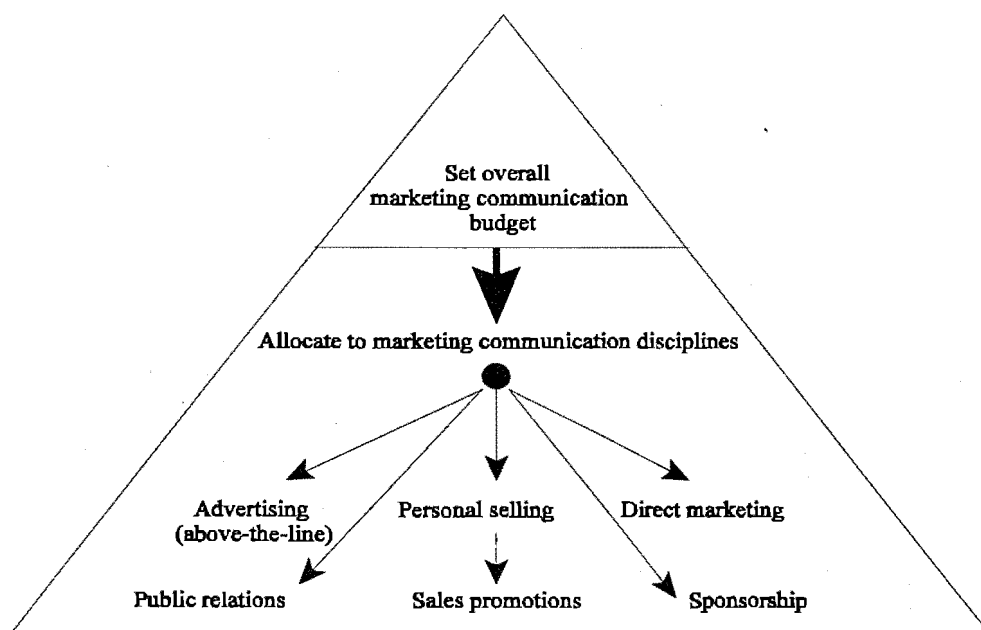 Set overall
marketing communication
budget
Allocate to marketing communication disciplines
Advertising
(above-the-line)
Personal selling
Direct marketing
Public relations
Sales promotions
Sponsorship